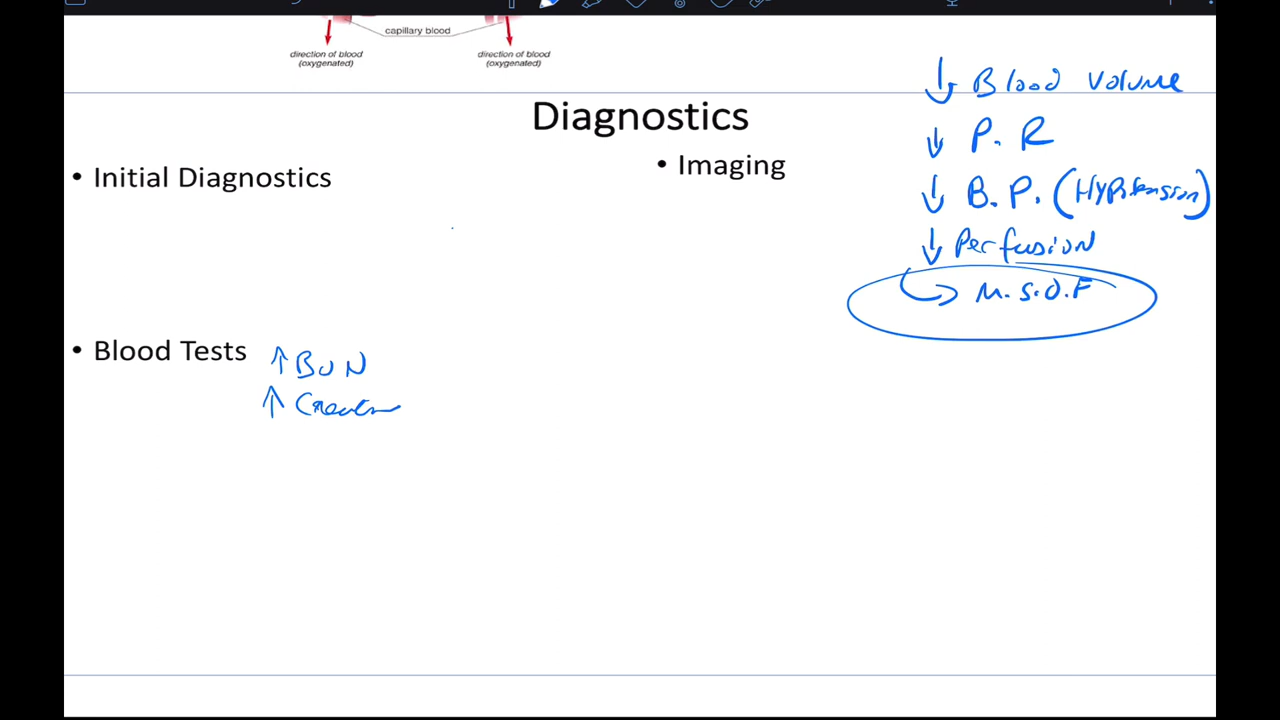 capillary blood
direction of blood
(oxygenated)
direction of blood
(oxygenated)
Diagnostics
• Initial Diagnostics
• Blood Tests
↑ BUN
↑
• Imaging
↓ Blood Volume
↓ P. R
↓ B.P. (Hypotension)
↓ Perfusion
→ M.S.O.F